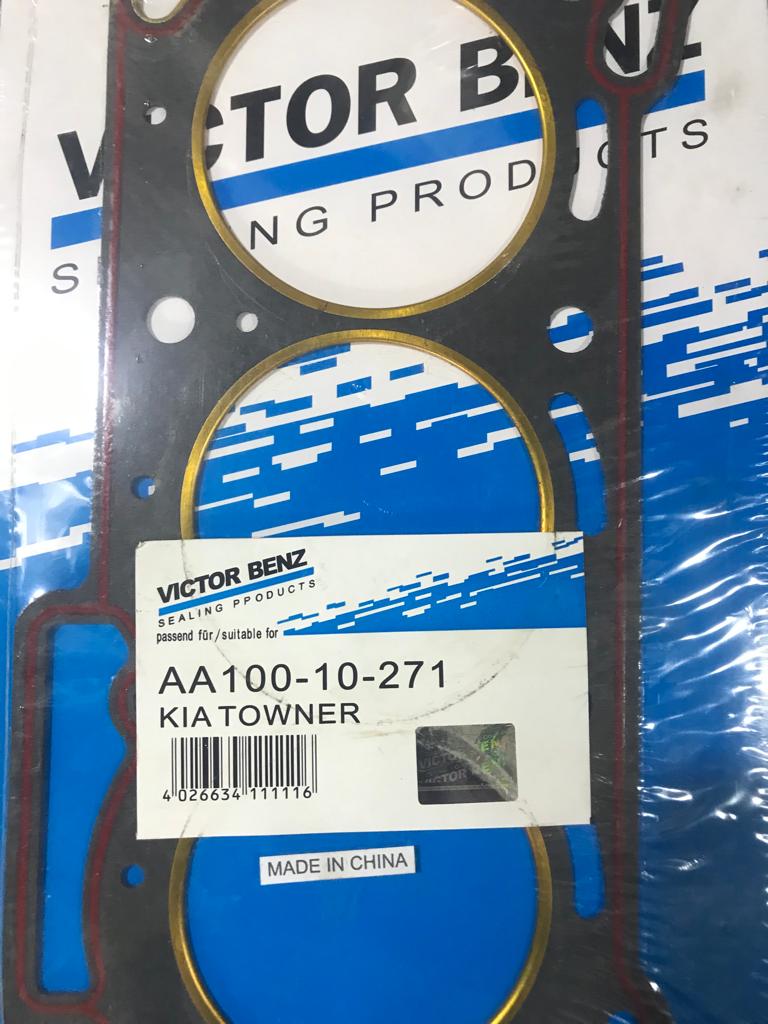 VICTOR BENZ
SEALING PRODUCTS
VICTOR BENZ
SEALING PPODUCTS
passend für/suitable for
AA100-10-271
KIA TOWNER
4 026634 111116
VICTOR
MADE IN CHINA